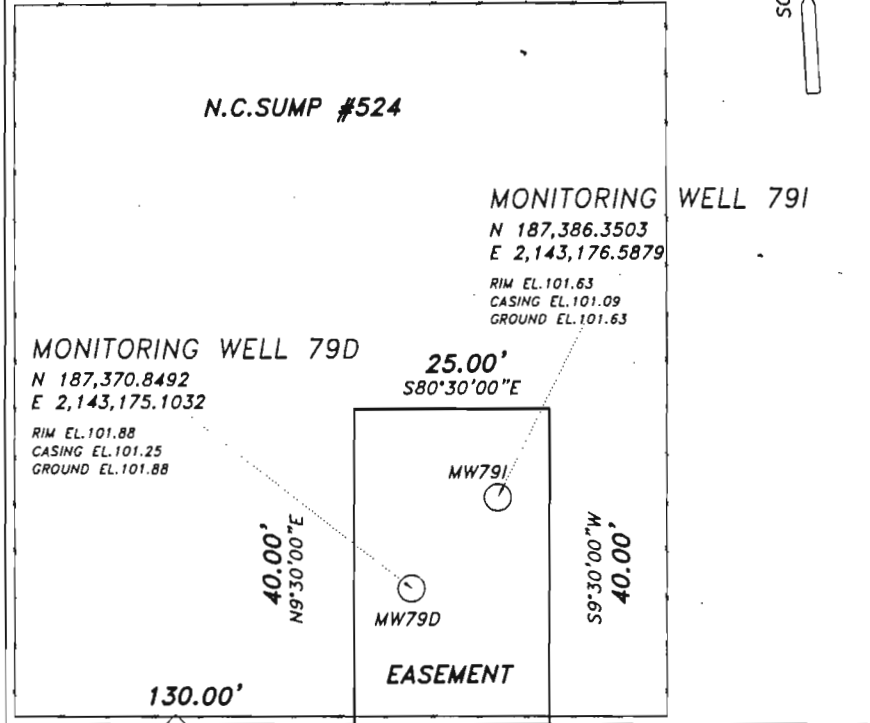 N.C.SUMP #524
MONITORING WELL 79I
N 187,386.3503
E 2,143,176.5879
RIM EL.101.63
CASING EL.101.09
GROUND EL.101.63
MONITORING WELL 79D
N 187,370.8492
E 2,143,175.1032
RIM EL.101.88
CASING EL.101.25
GROUND EL.101.88
25.00'
S80°30'00"E
MW79I
40.00'
N9°30'00"E
S9°30'00"W
40.00'
MW79D
EASEMENT
130.00'